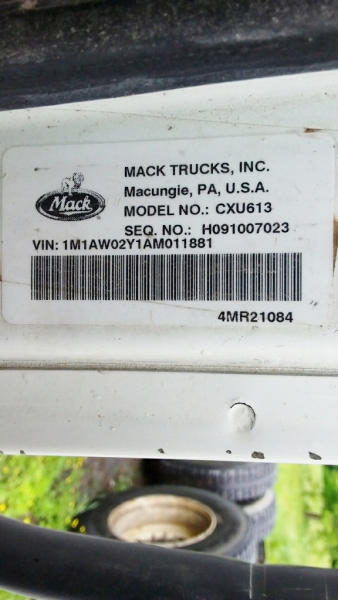 Mack
MACK TRUCKS, INC.
Macungie, PA, U.S.A.
MODEL NO.: CXU613
SEQ. NO.: H091007023
VIN: 1M1AW02Y1AM011881
4MR21084